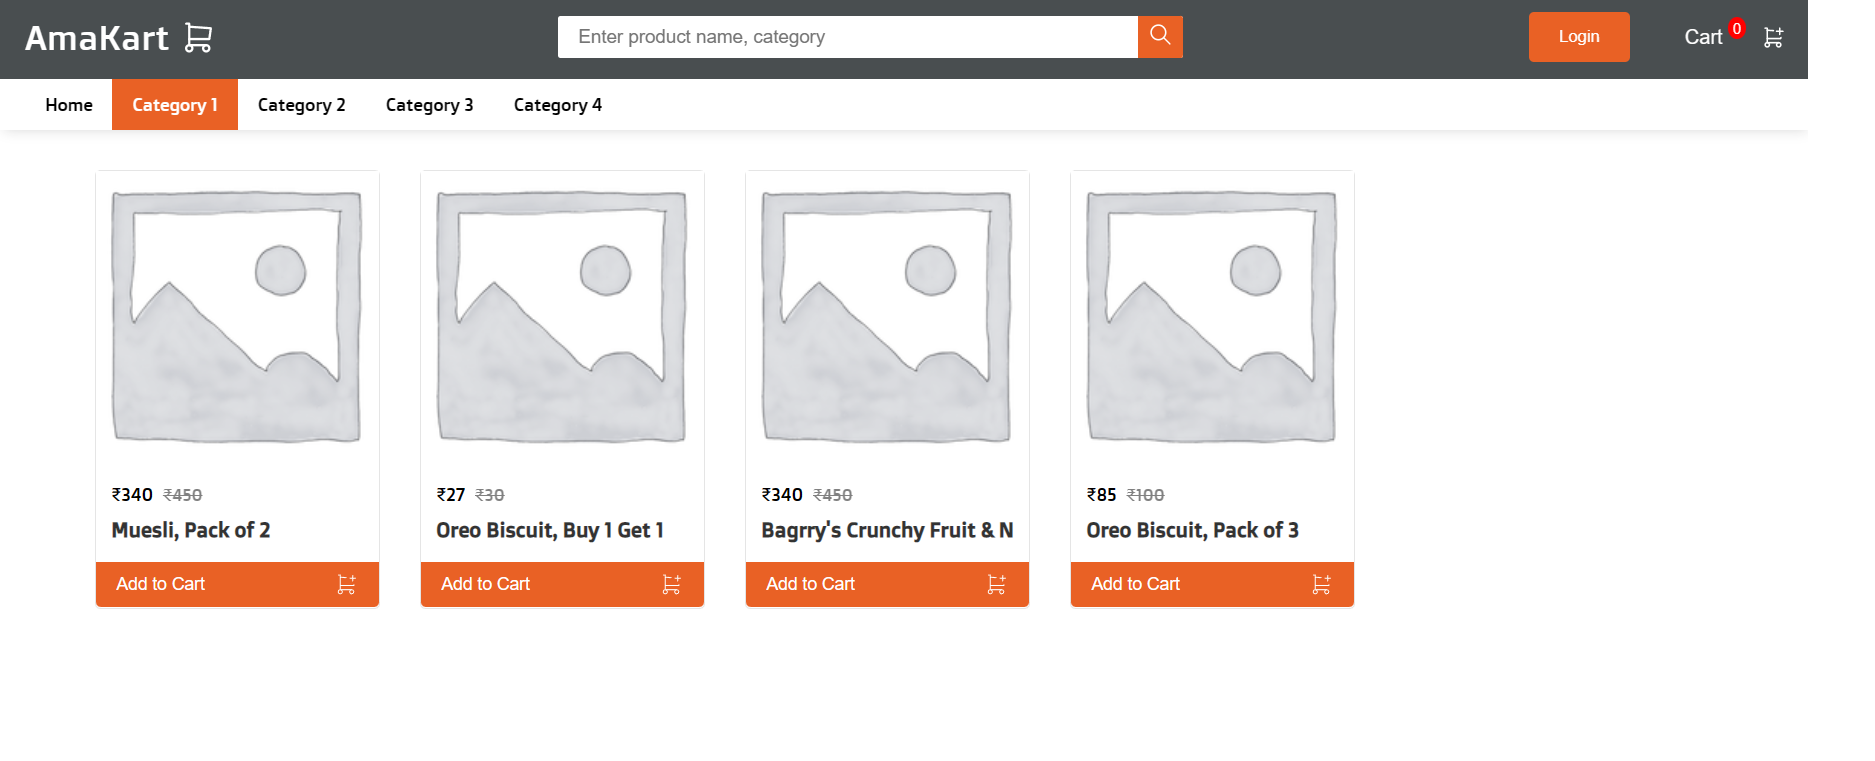 AmaKart
Enter product name, category
Login
Cart 0
Home Category 1 Category 2 Category 3 Category 4
₹340 ₹450
Muesli, Pack of 2
Add to Cart
₹27 ₹30
Oreo Biscuit, Buy 1 Get 1
Add to Cart
₹340 ₹450
Bagrry's Crunchy Fruit & N
Add to Cart
₹85 ₹100
Oreo Biscuit, Pack of 3
Add to Cart